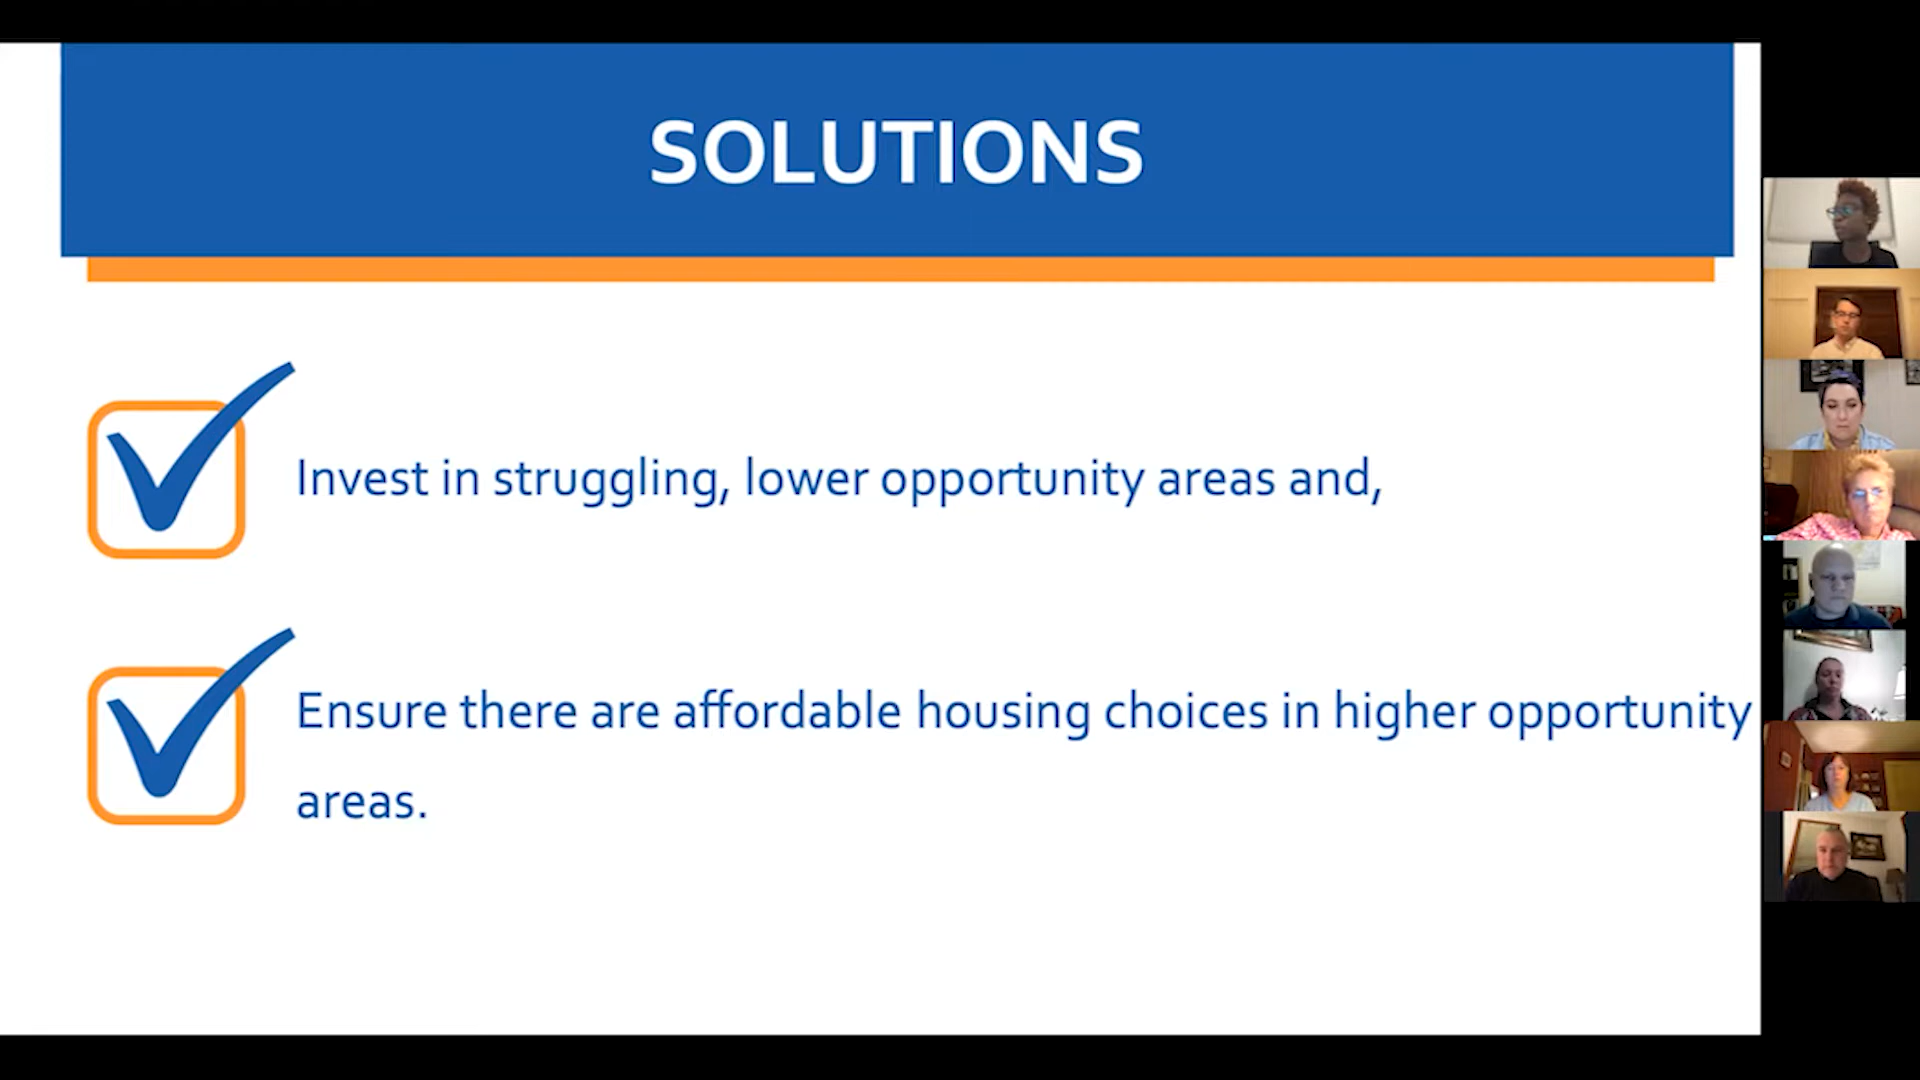 SOLUTIONS
Invest in struggling, lower opportunity areas and,
Ensure there are affordable housing choices in higher opportunity
areas.